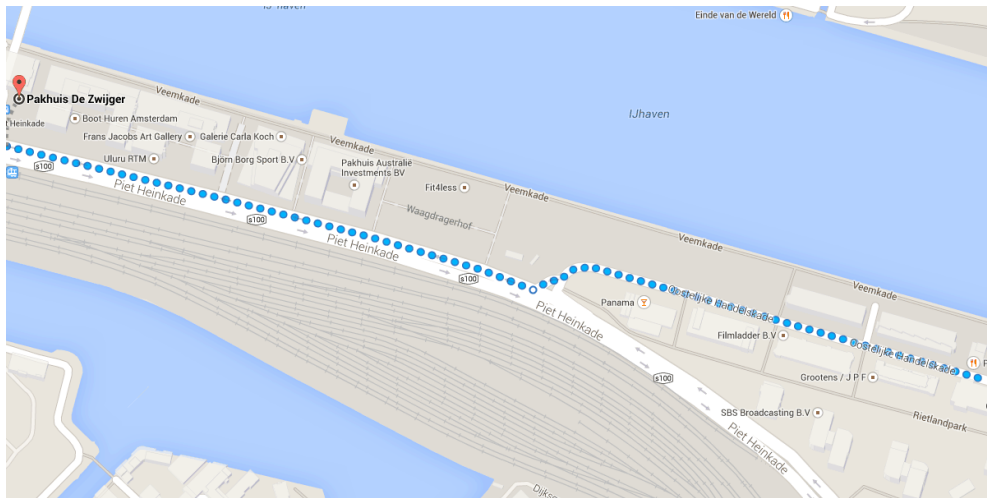 IJ haven
Einde van de Wereld
Pakhuis De Zwijger
Veemkade
IJhaven
Boot Huren Amsterdam
t Heinkade
Frans Jacobs Art Gallery
Galerie Carla Koch
Veemkade
Uluru RTM
Björn Borg Sport B.V
Pakhuis Australië
Investments BV
s100
Piet Heinkade
Fit4less
Veemkade
Waagdragerhof
s100
Piet Heinkade
Veemkade
s100
Veemkade
Oostelijke Handelskade
Panama
Piet Heinkade
Filmladder B.V
Oostelijke Handelskade
P
s100
Grootens / J P F
SBS Broadcasting B.V
Rietlandpark
Piet Heinkade
Dijks